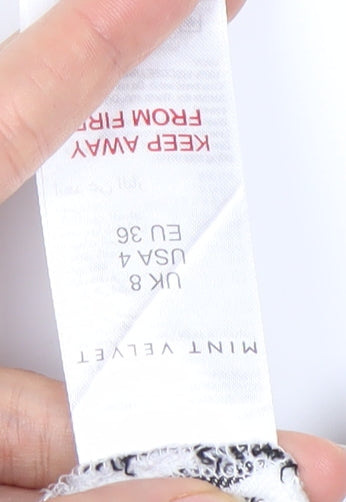 MINT VELVET
UK 8
USA 4
EU 36
KEEP AWAY
FROM FIRE